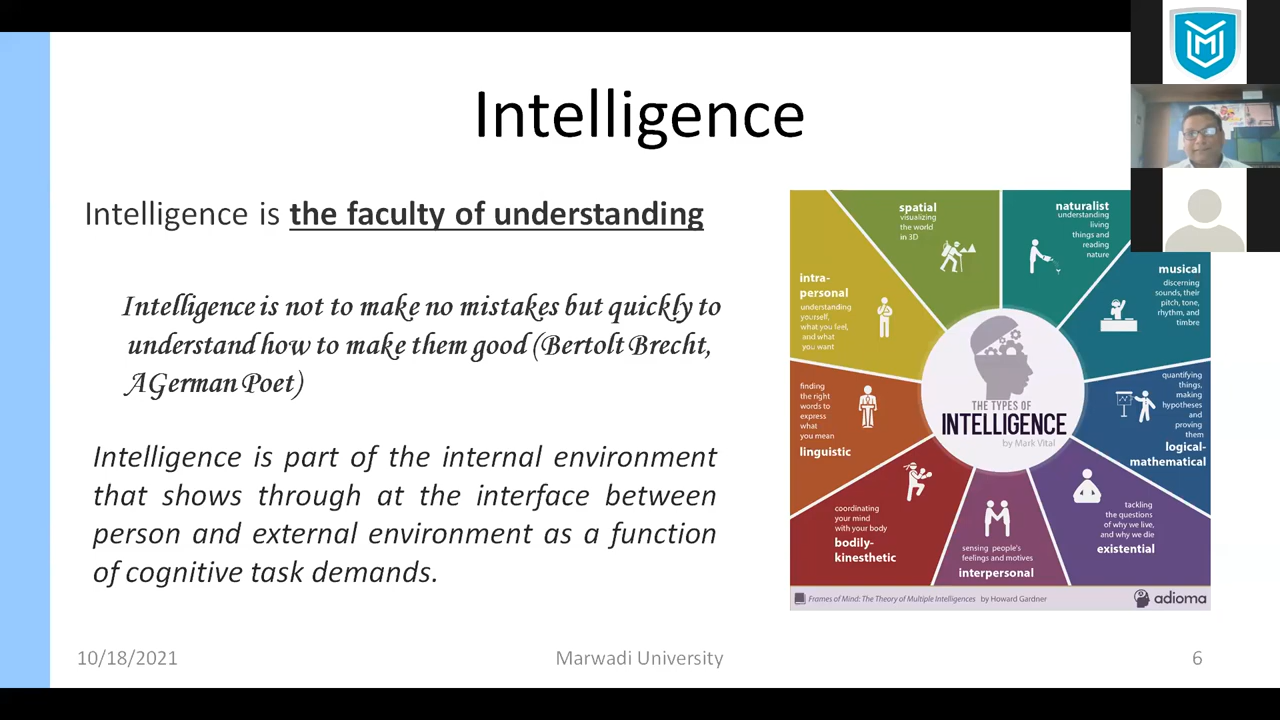 Intelligence
Intelligence is the faculty of understanding
Intelligence is not to make no mistakes but quickly to
understand how to make them good (Bertolt Brecht,
A German Poet)
Intelligence is part of the internal environment
that shows through at the interface between
person and external environment as a function
of cognitive task demands.
spatial
visualizing
the world
in 3D
naturalist
understanding
living
things and
reading
nature
musical
discerning
sounds, their
pitch, tone,
rhythm, and
timbre
quantifying
things,
making
hypotheses
and
proving
them
logical-
mathematical
tackling
the questions
of why we live,
and why we die
existential
sensing people's
feelings and motives
interpersonal
coordinating
your mind
with your body
bodily-
kinesthetic
finding
the right
words to
express
what
you mean
linguistic
intra-
personal
understanding
yourself,
what you feel,
and what
you want
THE TYPES OF
INTELLIGENCE
by Mark Vital
Frames of Mind: The Theory of Multiple Intelligences by Howard Gardner
adioma
10/18/2021
Marwadi University
6